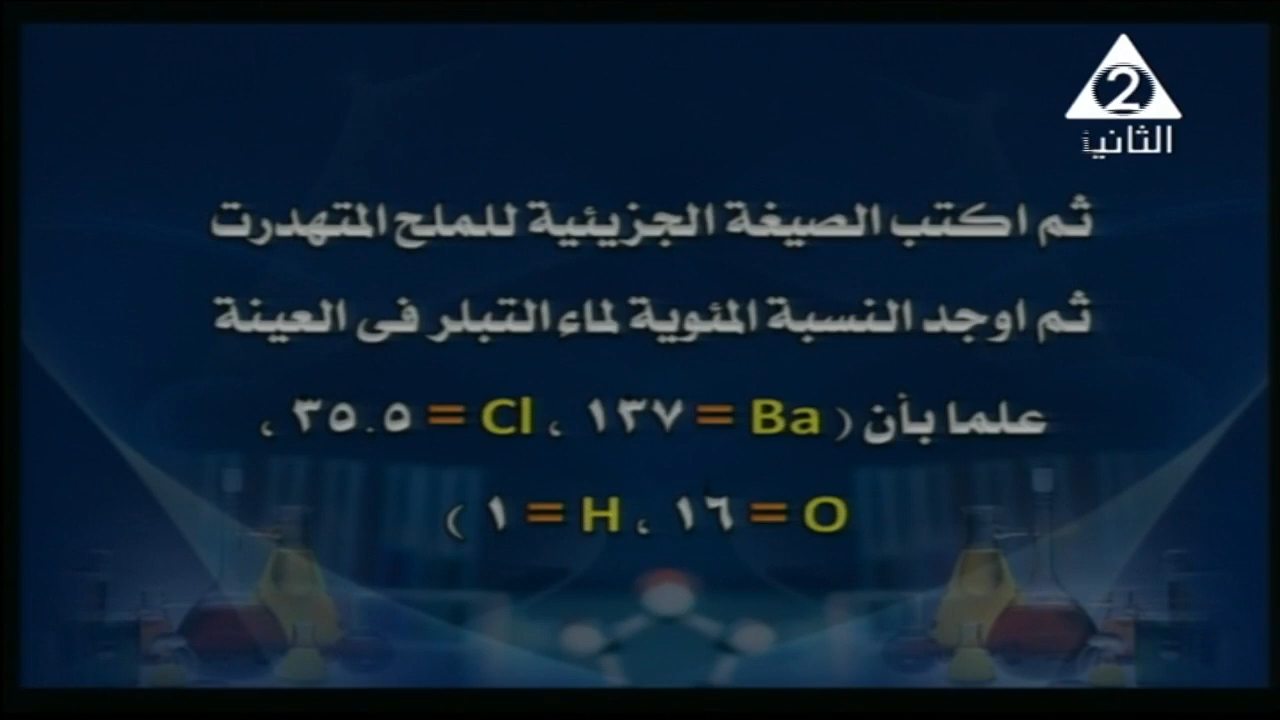 2
الثانية
ثم اكتب الصيغة الجزيئية للملح المتهدرت
ثم اوجد النسبة المئوية لماء التبلر فى العينة
علما بأن ( Ba = ١٣٧ ، Cl = ٣٥.٥ ،
O = ١٦ ، H = ١ )